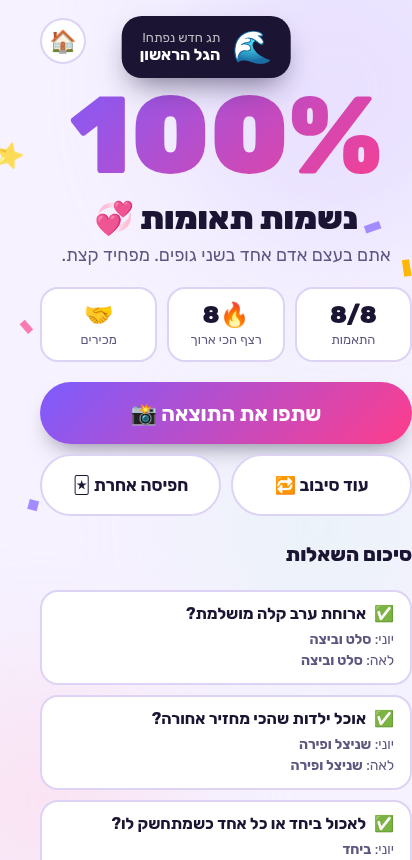 תג חדש נפתח!
הגל הראשון
100%
נשמות תאומות 💞
אתם בעצם אדם אחד בשני גופים. מפחיד קצת.
8/8
התאמות
🔥8
רצף הכי ארוך
🤝
מכירים
שתפו את התוצאה 📸
עוד סיבוב 🔁
חפיסה אחרת 🃏
סיכום השאלות
✅ ארוחת ערב קלה מושלמת?
יוני: סלט וביצה
לאה: סלט וביצה
✅ אוכל ילדות שהכי מחזיר אחורה?
יוני: שניצל ופירה
לאה: שניצל ופירה
✅ לאכול ביחד או כל אחד כשמתחשק לו?
יוני: ביחד